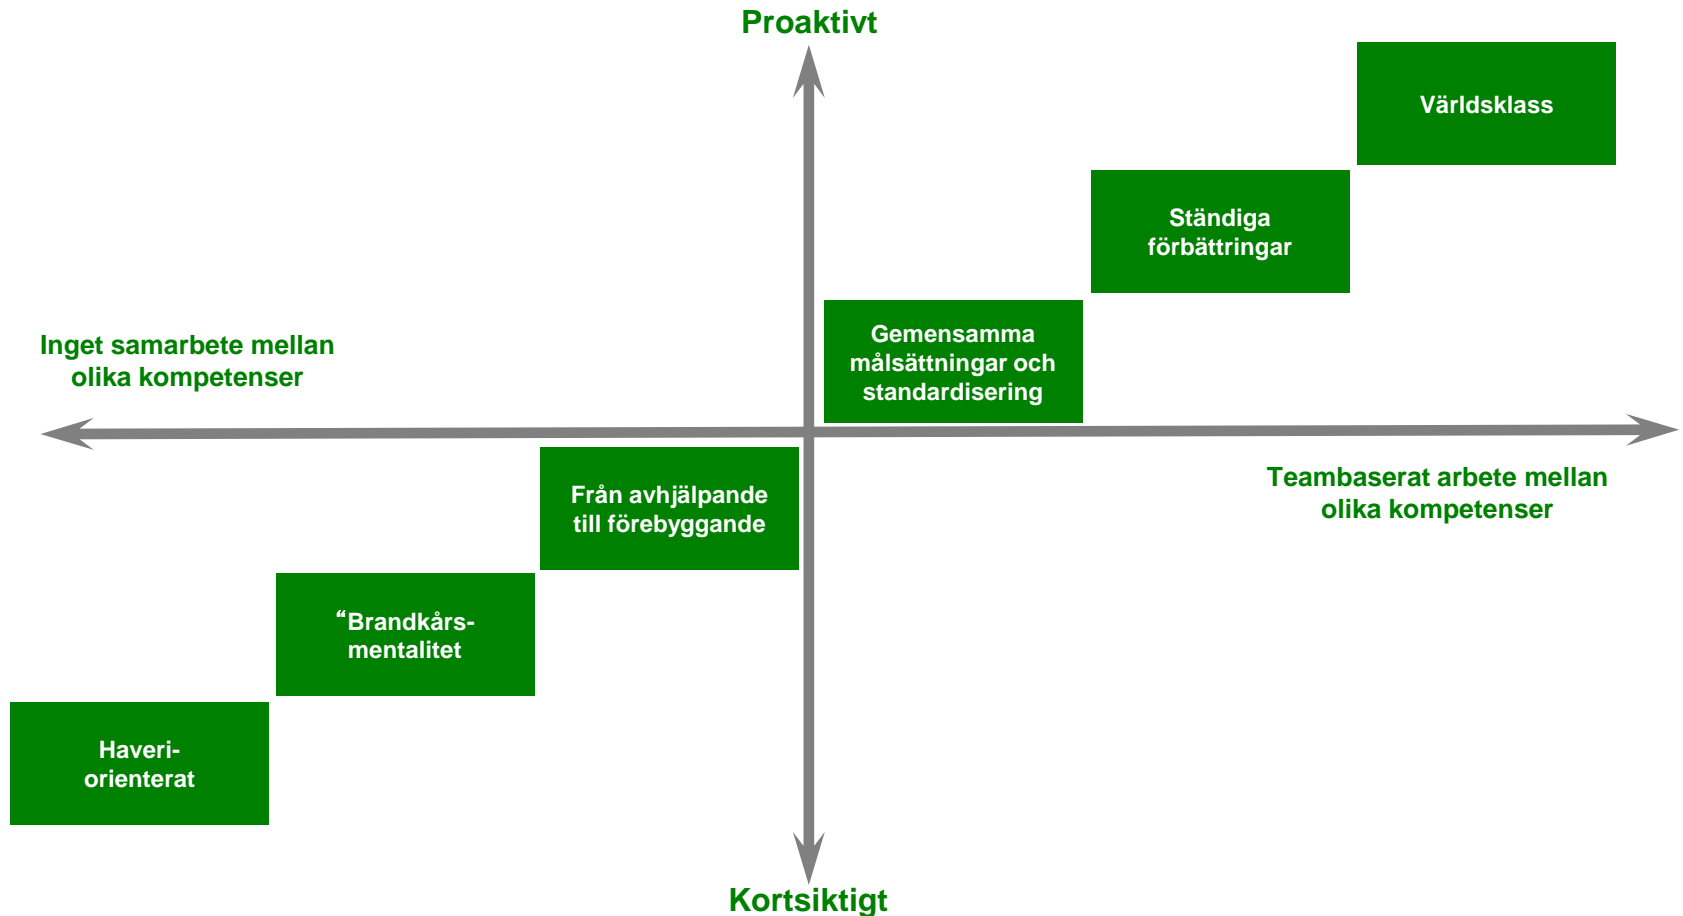 Proaktivt
Världsklass
Ständiga
förbättringar
Gemensamma
målsättningar och
standardisering
Inget samarbete mellan
olika kompetenser
Teambaserat arbete mellan
olika kompetenser
Från avhjälpande
till förebyggande
“Brandkårs-
mentalitet
Haveri-
orienterat
Kortsiktigt